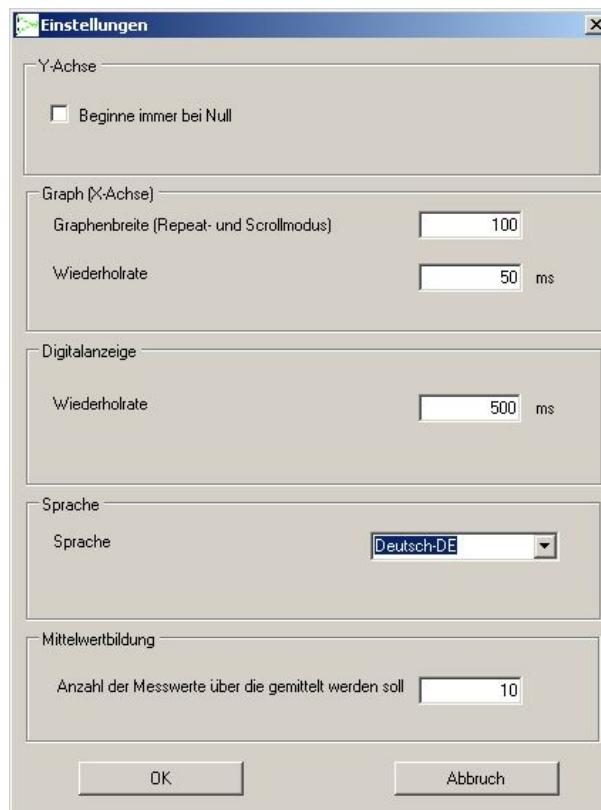 Einstellungen
Y-Achse
Beginne immer bei Null
Graph (X-Achse)
Graphenbreite (Repeat- und Scrollmodus) 100
Wiederholrate 50 ms
Digitalanzeige
Wiederholrate 500 ms
Sprache
Sprache Deutsch-DE
Mittelwertbildung
Anzahl der Messwerte über die gemittelt werden soll 10
OK Abbruch